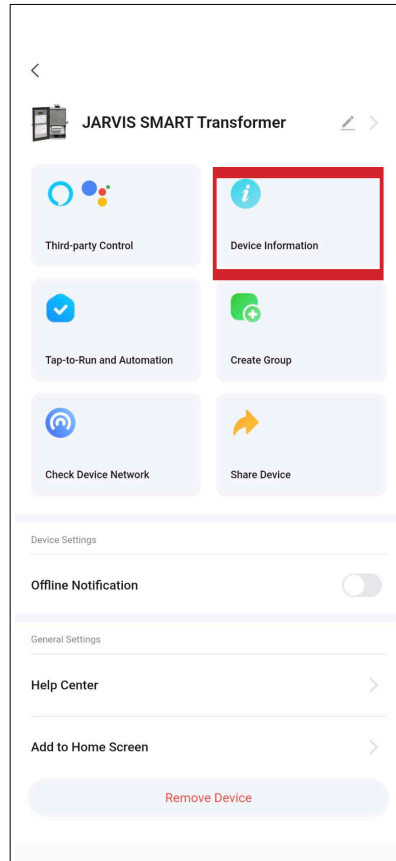 JARVIS SMART Transformer
Third-party Control
Device Information
Tap-to-Run and Automation
Create Group
Check Device Network
Share Device
Device Settings
Offline Notification
General Settings
Help Center
Add to Home Screen
Remove Device